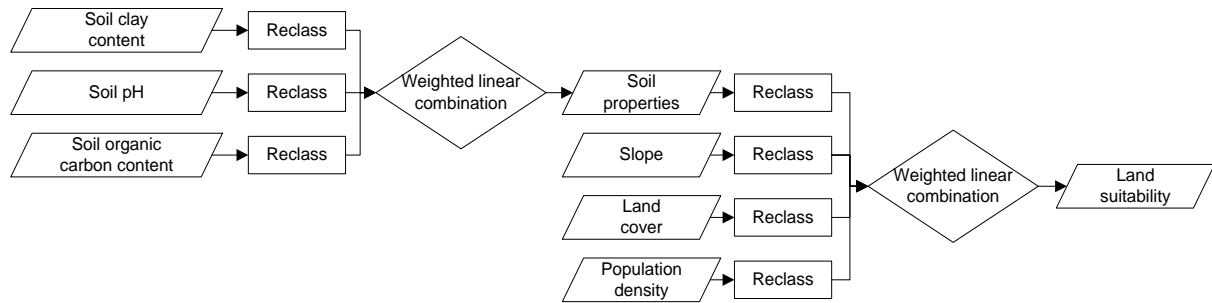 Soil clay
content
Reclass
Soil pH
Reclass
Soil organic
carbon content
Reclass
Weighted linear
combination
Soil
properties
Reclass
Slope
Reclass
Land
cover
Reclass
Population
density
Reclass
Weighted linear
combination
Land
suitability